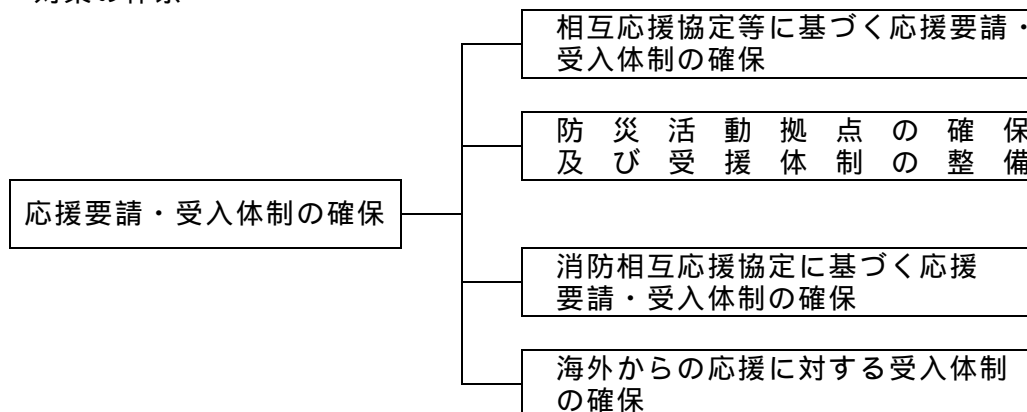 対策の体系
相互応援協定等に基づく応援要請・
受入体制の確保
防災活動拠点の確保
及び受援体制の整備
応援要請・受入体制の確保
消防相互応援協定に基づく応援
要請・受入体制の確保
海外からの応援に対する受入体制
の確保